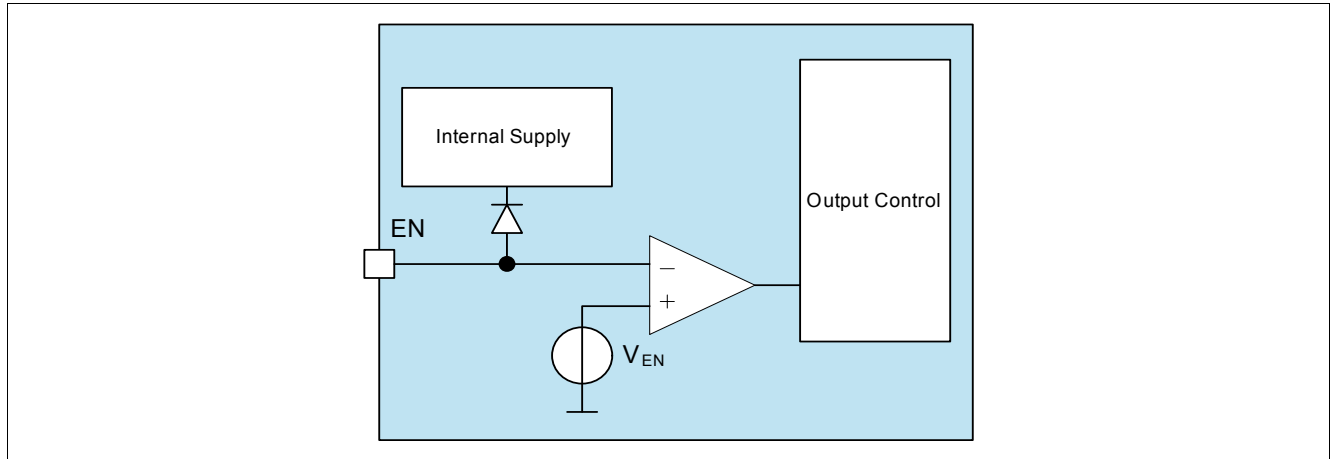 Internal Supply
Output Control
EN
−
+
VEN